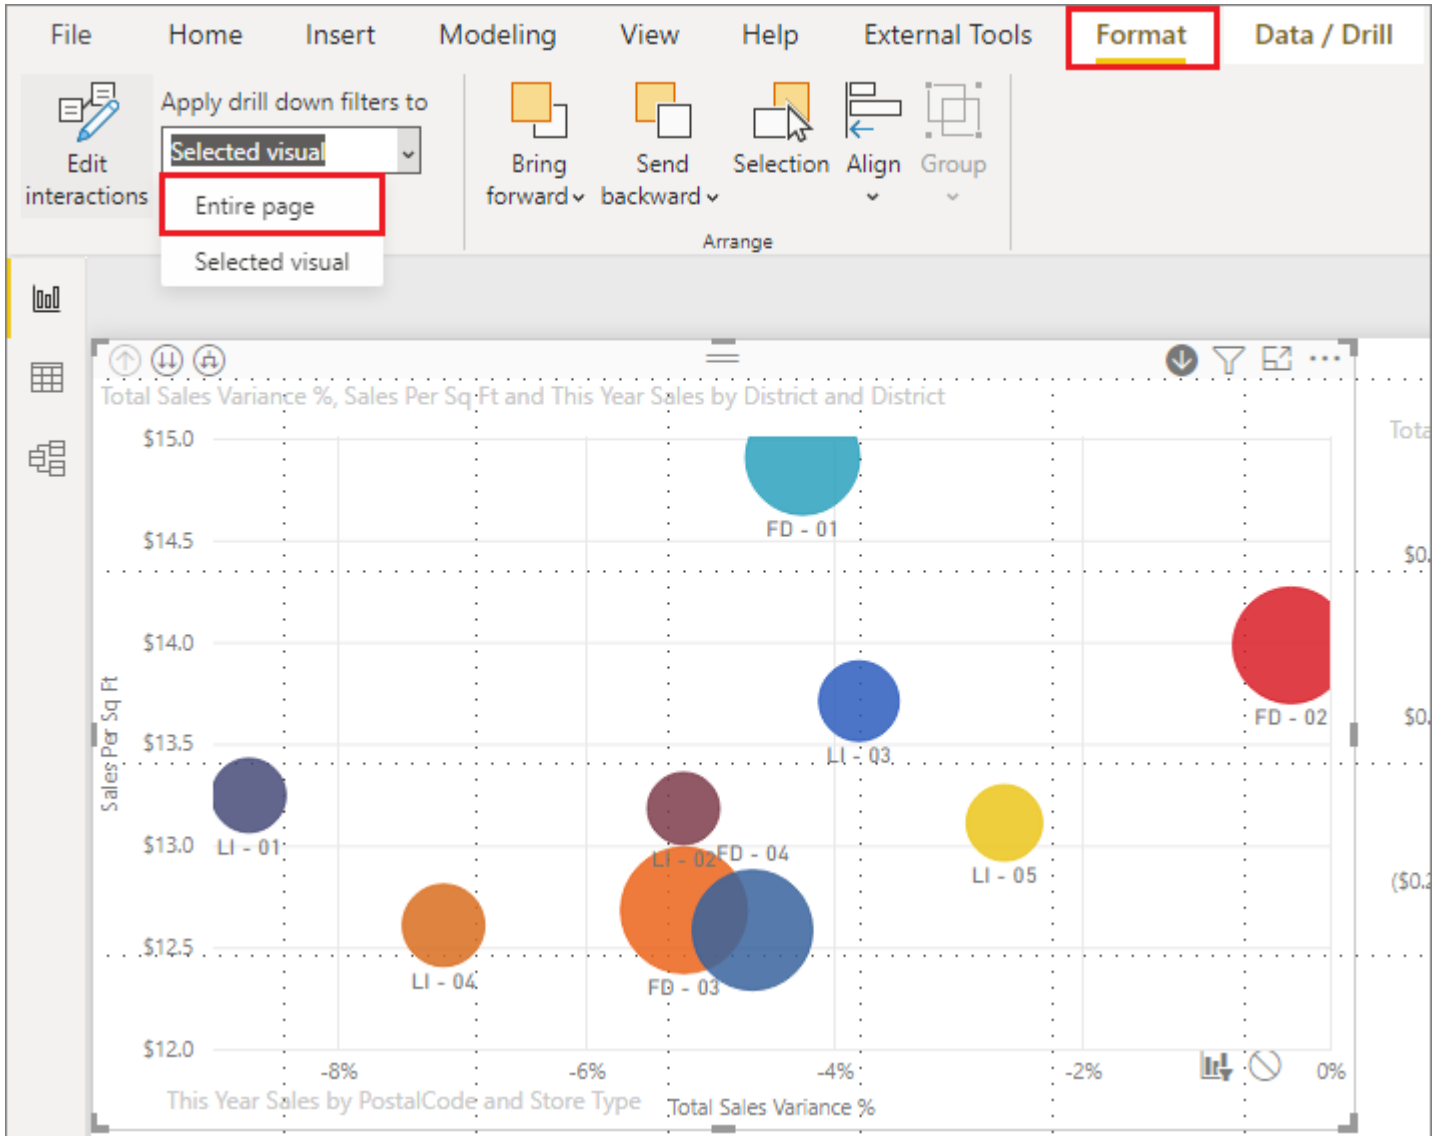 File Home Insert Modeling View Help External Tools Format Data / Drill
Apply drill down filters to
Selected visual
Entire page
Selected visual
Edit
interactions
Bring
forward
Send
backward
Selection
Align
Group
Arrange
Total Sales Variance %, Sales Per Sq Ft and This Year Sales by District and District
Tota
$15.0
FD - 01
$14.5
$0.
$14.0
FD - 02
$0.
Sales Per Sq Ft
LI - 03
$13.5
LI - 01
$13.0
LI - 02
FD - 04
LI - 05
($0.2
$12.5
LI - 04
FD - 03
$12.0
-8%
-6%
-4%
-2%
0%
This Year Sales by PostalCode and Store Type
Total Sales Variance %